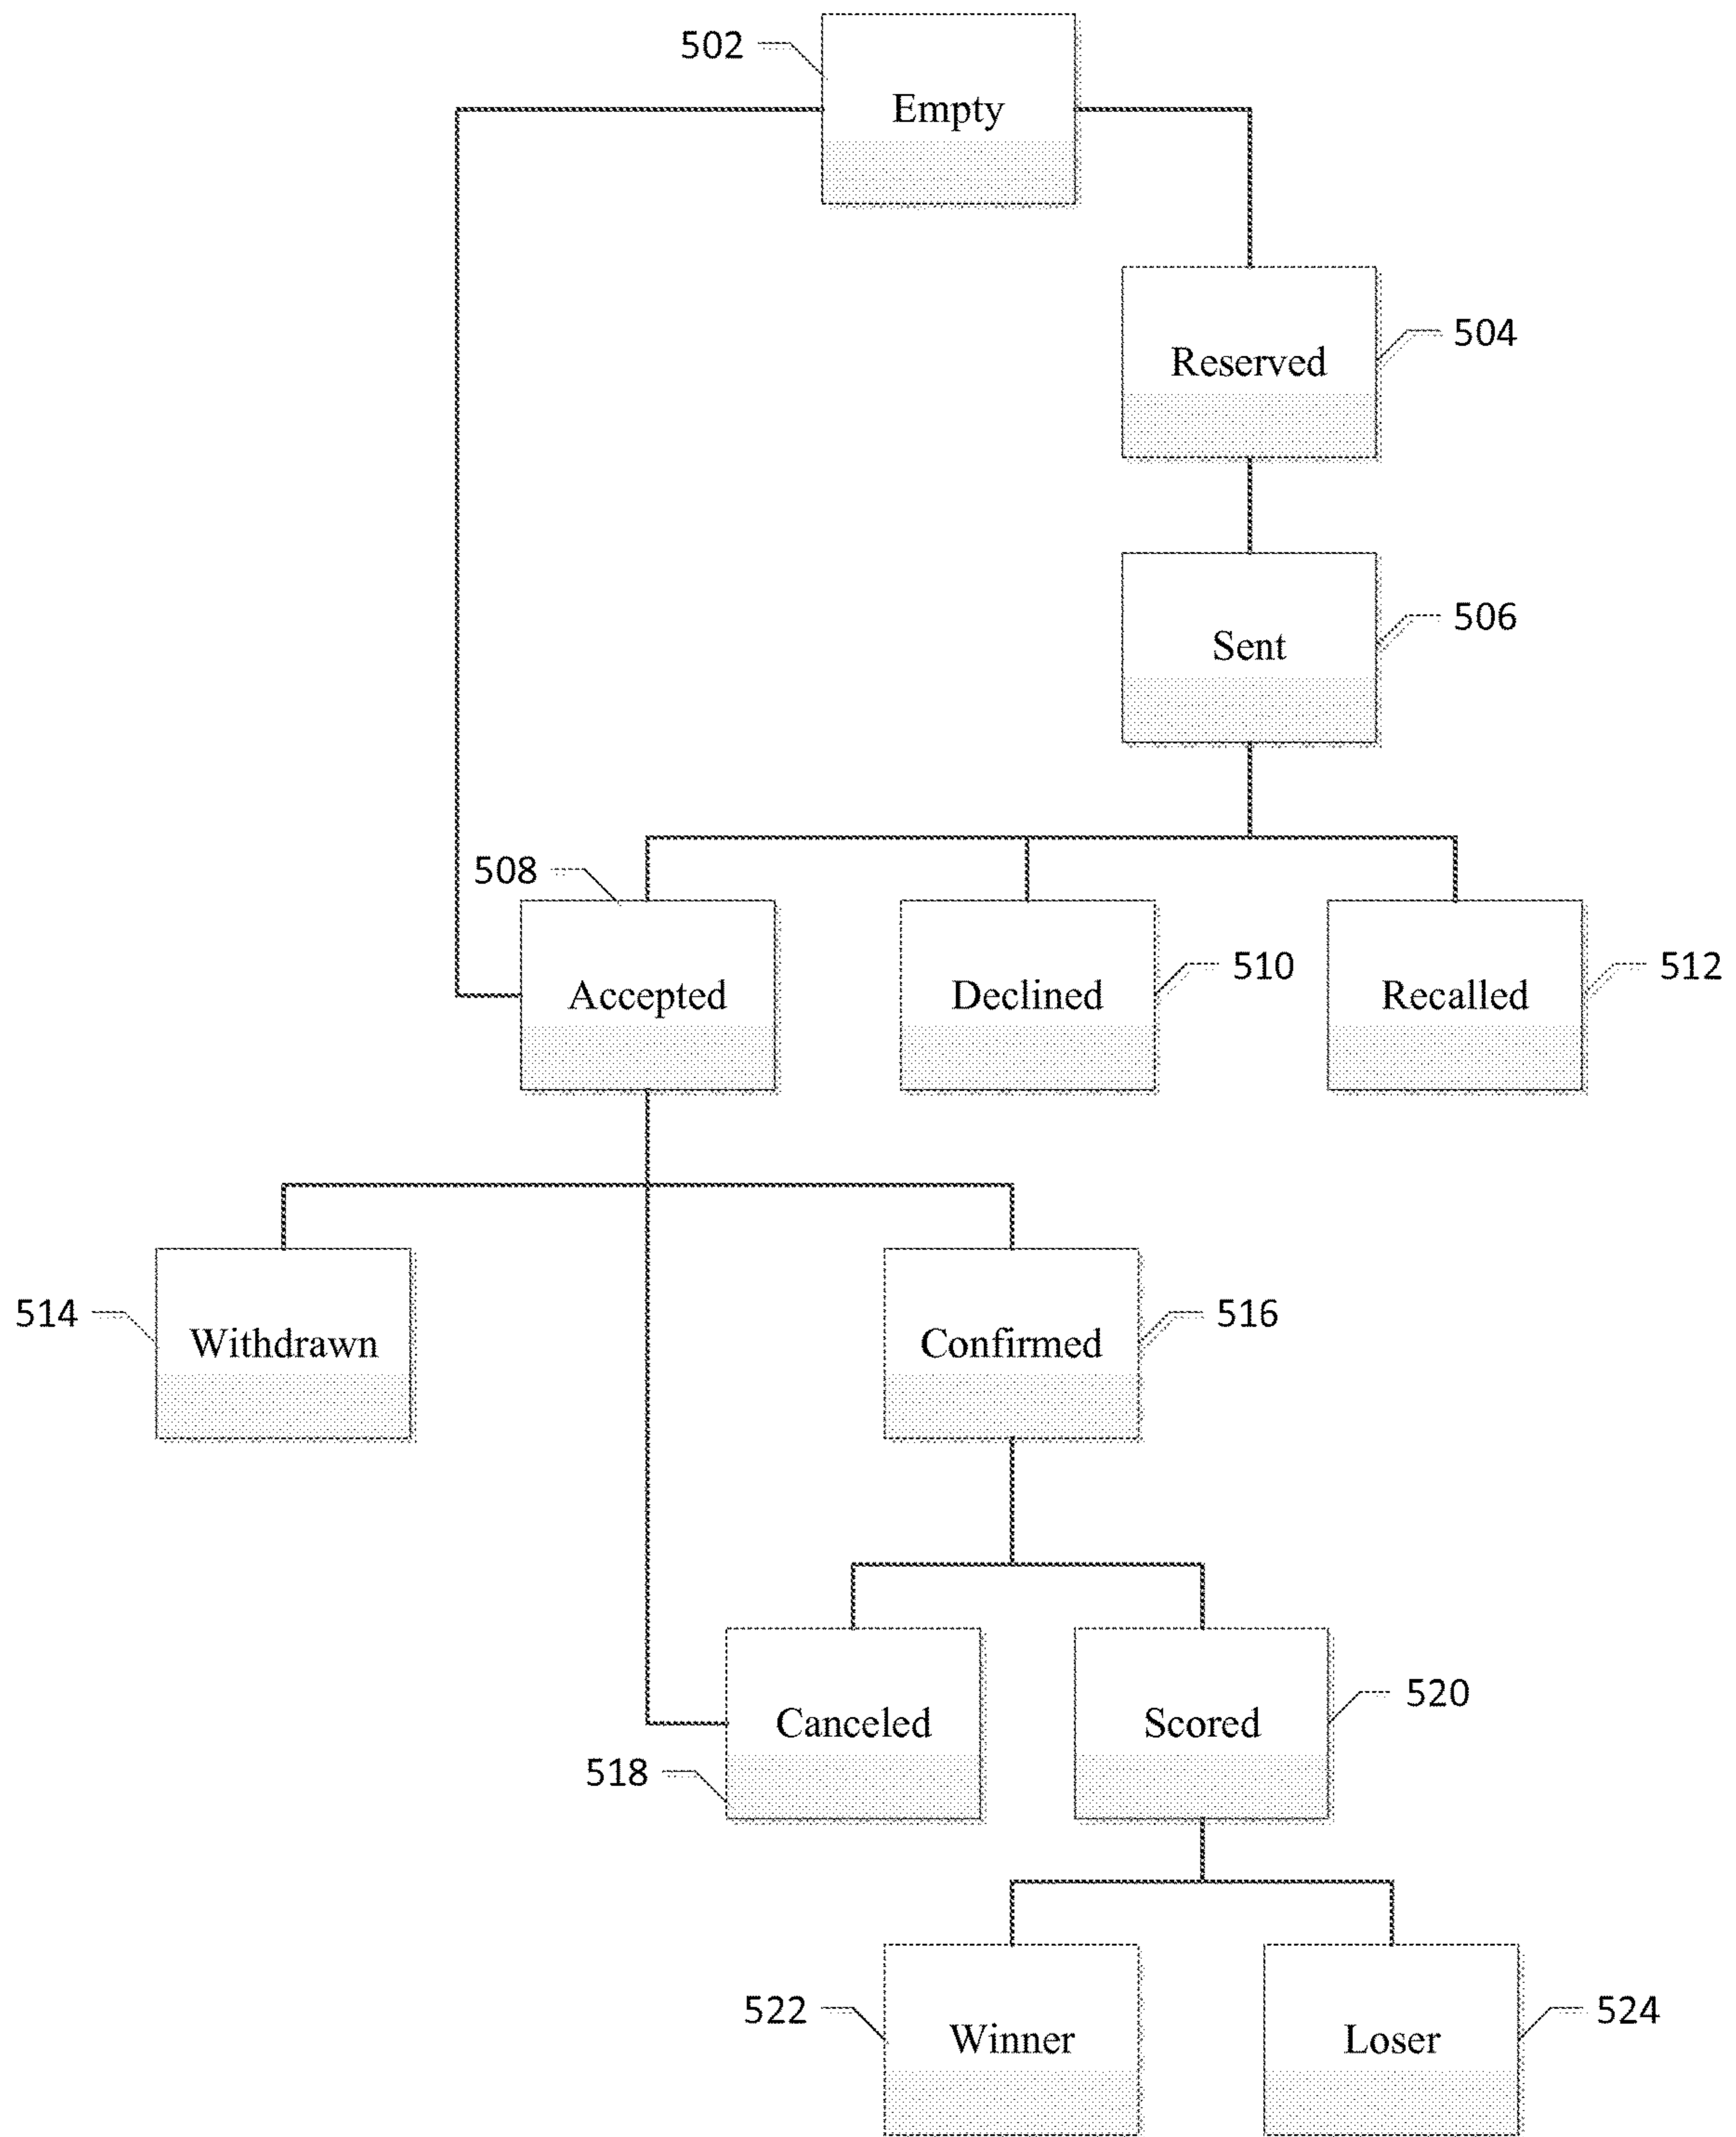 502
Empty
504
Reserved
506
Sent
508
Accepted
510
Declined
512
Recalled
514
Withdrawn
516
Confirmed
518
Canceled
520
Scored
522
Winner
524
Loser